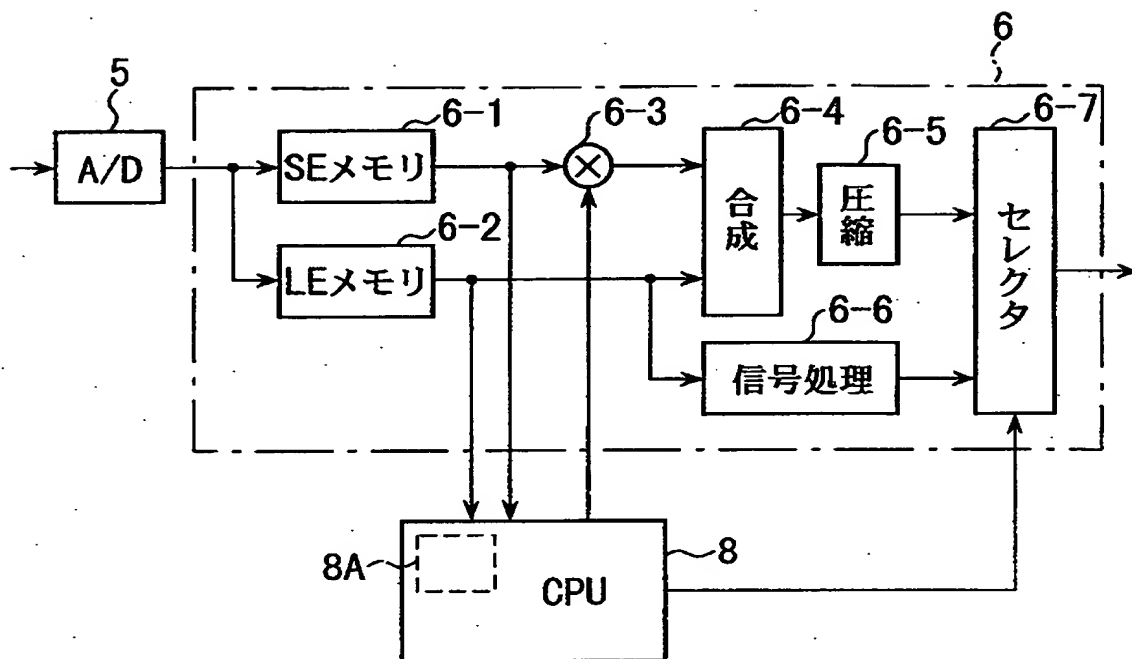 6
5
A/D
6-1
SEメモリ
6-2
LEメモリ
6-3
×
6-4
合成
6-5
圧縮
6-6
信号処理
6-7
セレクタ
8A
CPU
8